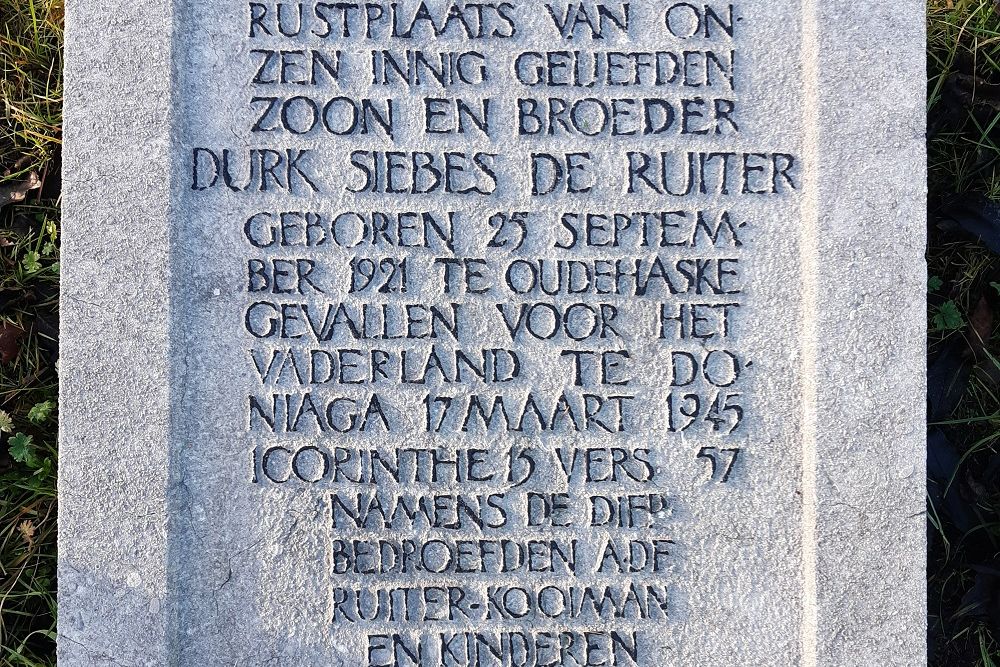 RUSTPLAATS VAN ON-
ZEN INNIG GELIEFDEN
ZOON EN BROEDER
DURK SIEBES DE RUITER
GEBOREN 25 SEPTEM-
BER 1921 TE OUDEHASKE
GEVALLEN VOOR HET
VADERLAND TE DO-
NIAGA 17 MAART 1945
1 CORINTHE 15 VERS 57
NAMENS DE DIEP
BEDROEFDEN A·DE
RUITER-KOOIMAN
EN KINDEREN